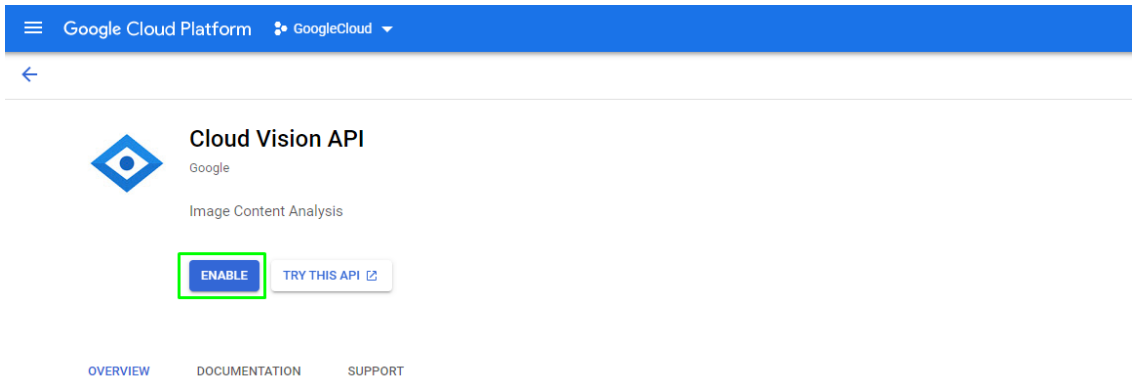 Google Cloud Platform GoogleCloud
Cloud Vision API
Google
Image Content Analysis
ENABLE TRY THIS API
OVERVIEW DOCUMENTATION SUPPORT